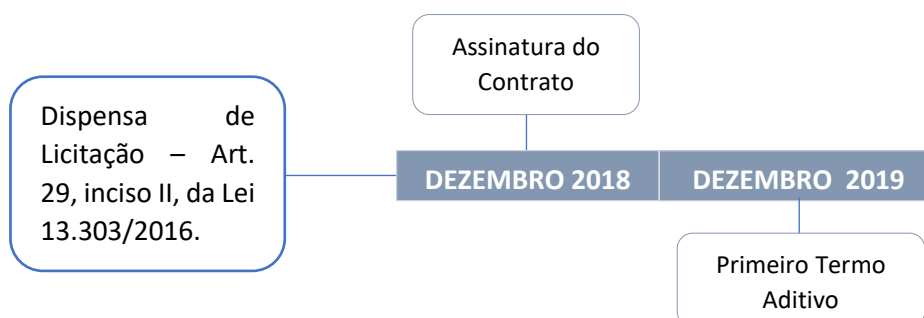 Assinatura do
Contrato
Dispensa de
Licitação – Art.
29, inciso II, da Lei
13.303/2016.
DEZEMBRO 2018
DEZEMBRO 2019
Primeiro Termo
Aditivo